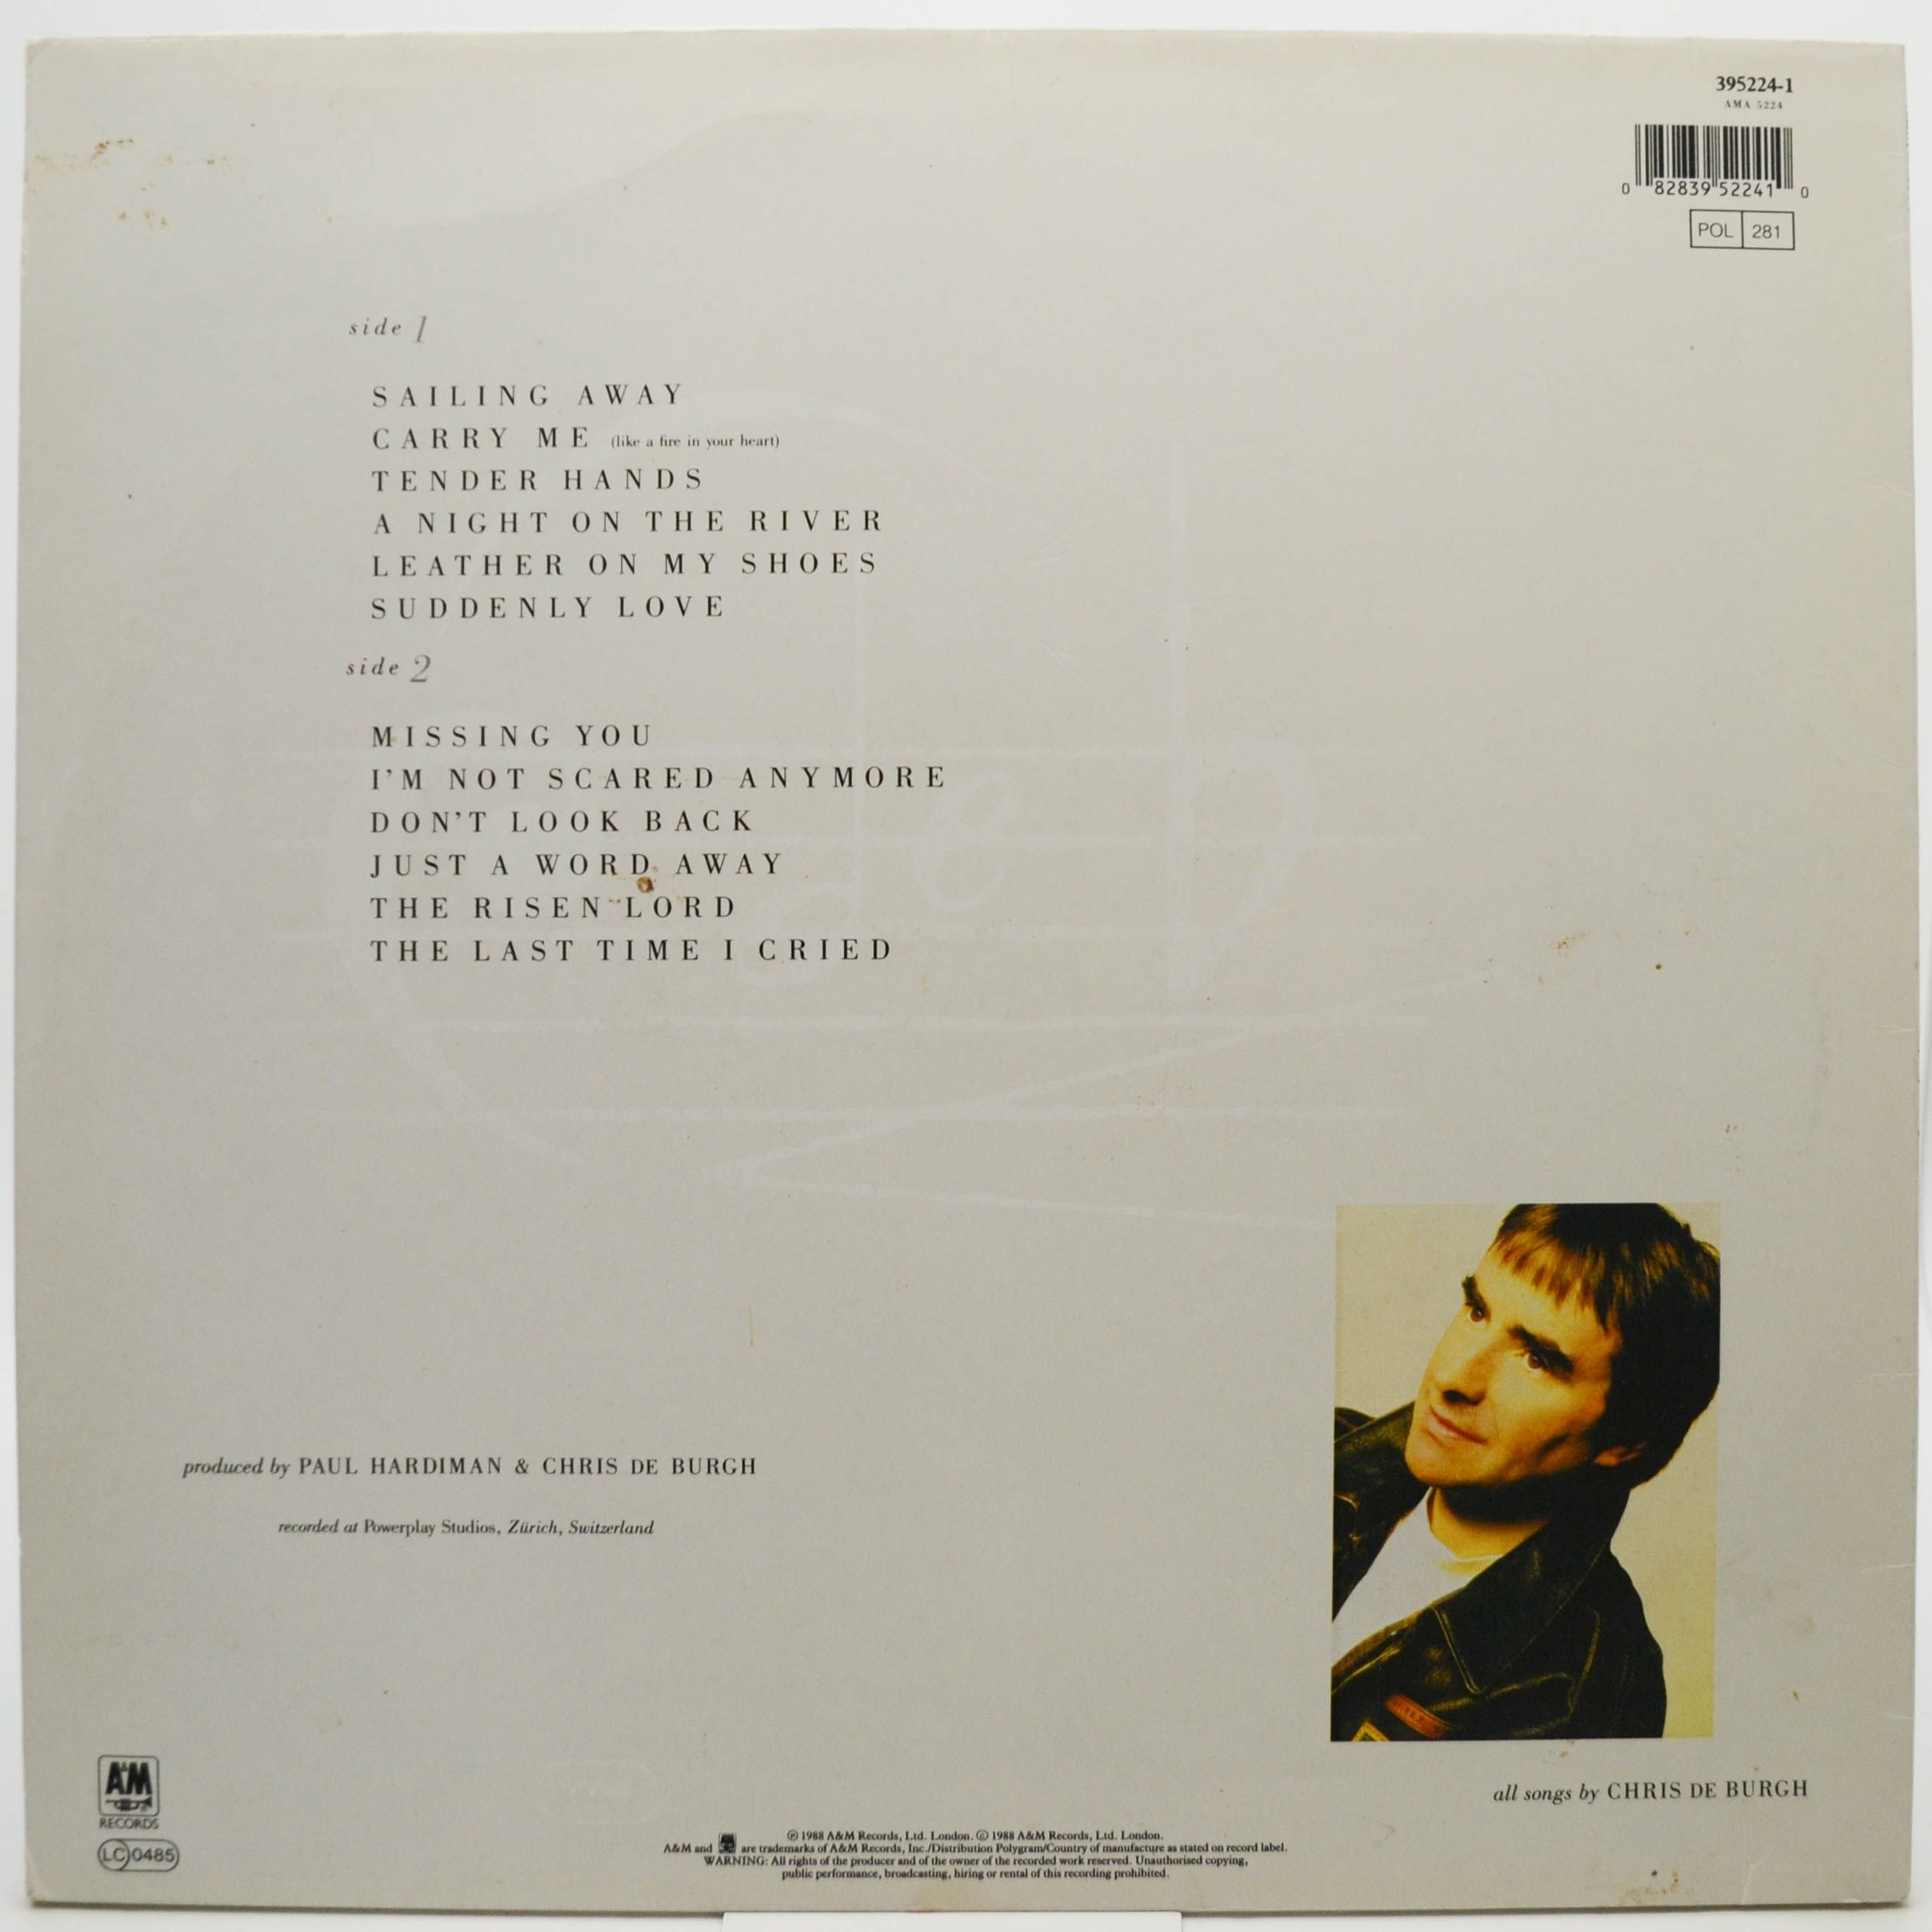 395224-1
AMA 5224
0 82839 52241 0
POL 281
side 1
SAILING AWAY
CARRY ME (like a fire in your heart)
TENDER HANDS
A NIGHT ON THE RIVER
LEATHER ON MY SHOES
SUDDENLY LOVE
side 2
MISSING YOU
I'M NOT SCARED ANYMORE
DON'T LOOK BACK
JUST A WORD AWAY
THE RISEN LORD
THE LAST TIME I CRIED
produced by PAUL HARDIMAN & CHRIS DE BURGH
recorded at Powerplay Studios, Zürich, Switzerland
all songs by CHRIS DE BURGH
A&M
RECORDS
LC 0485
℗ 1988 A&M Records, Ltd. London. © 1988 A&M Records, Ltd. London.
A&M and are trademarks of A&M Records, Inc./Distribution Polygram/Country of manufacture as stated on record label.
WARNING: All rights of the producer and of the owner of the recorded work reserved. Unauthorised copying,
public performance, broadcasting, hiring or rental of this recording prohibited.